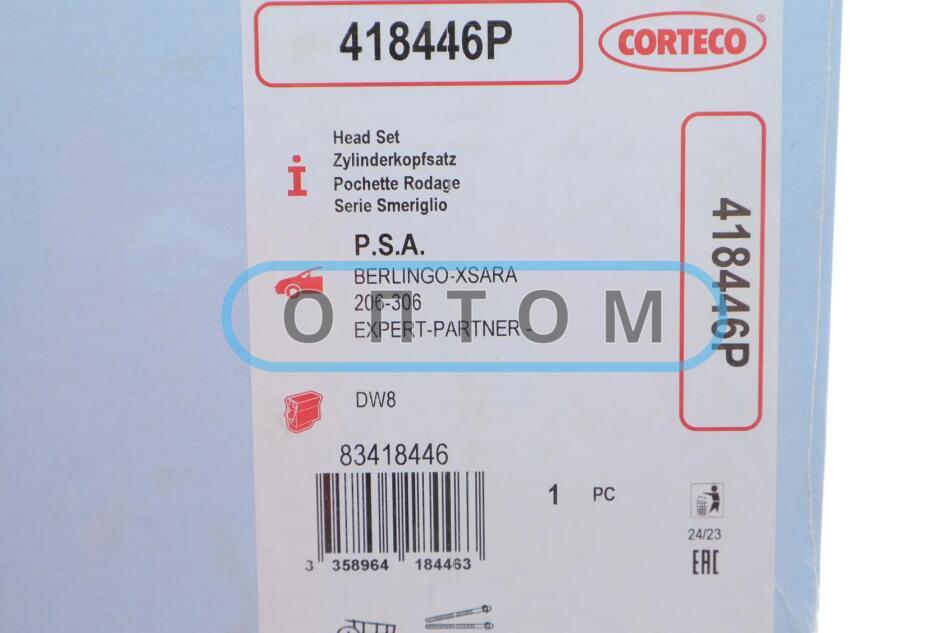 418446P
CORTECO®
Head Set
Zylinderkopfsatz
Pochette Rodage
Serie Smeriglio
P.S.A.
BERLINGO-XSARA
206-306
EXPERT-PARTNER -
ОПТОМ
418446P
DW8
83418446
1 PC
3 358964 184463
24/23
EAC